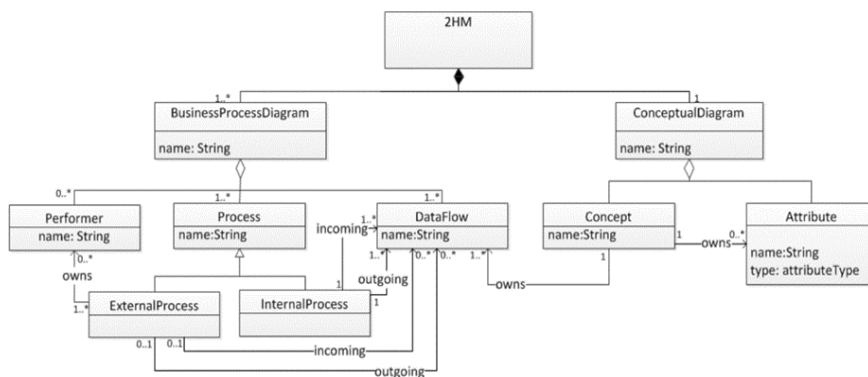 2HM
1..*
1
BusinessProcessDiagram
name: String
ConceptualDiagram
name: String
0..*
1..*
1..*
Performer
name: String
Process
name:String
incoming
1..*
DataFlow
name:String
Concept
name:String
1
owns
0..*
Attribute
name:String
type: attributeType
0..*
owns
1..*
ExternalProcess
InternalProcess
1
1
1..*
outgoing
0..*
0..*
1..*
owns
1
0..1
0..1
incoming
outgoing